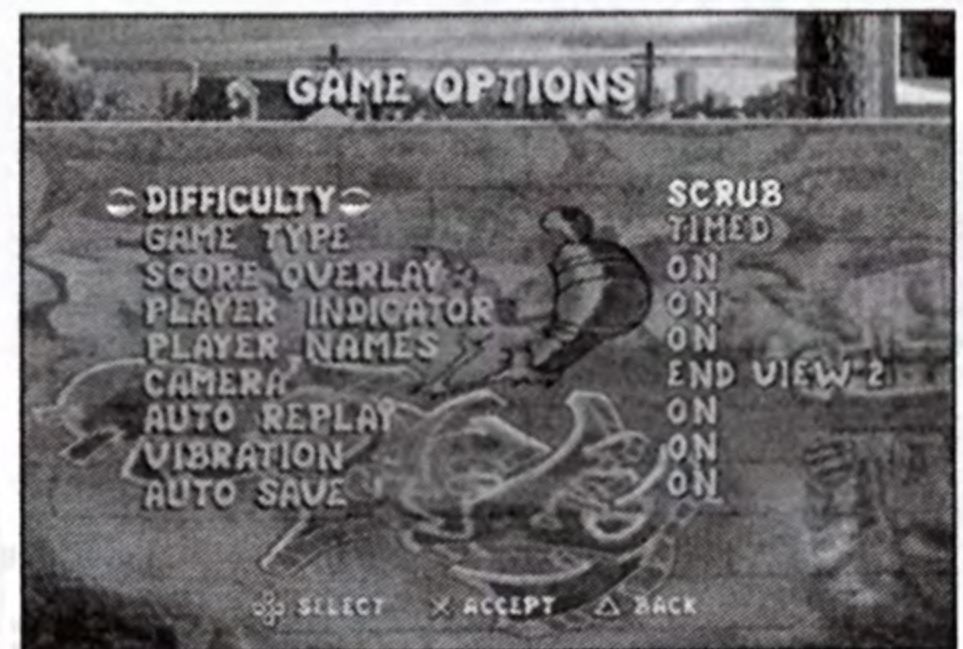 GAME OPTIONS
DIFFICULTY SCRUB
GAME TYPE TIMED
SCORE OVERLAY ON
PLAYER INDICATOR ON
PLAYER NAMES ON
CAMERA END VIEW 2
AUTO REPLAY ON
VIBRATION ON
AUTO SAVE ON
SELECT ACCEPT BACK